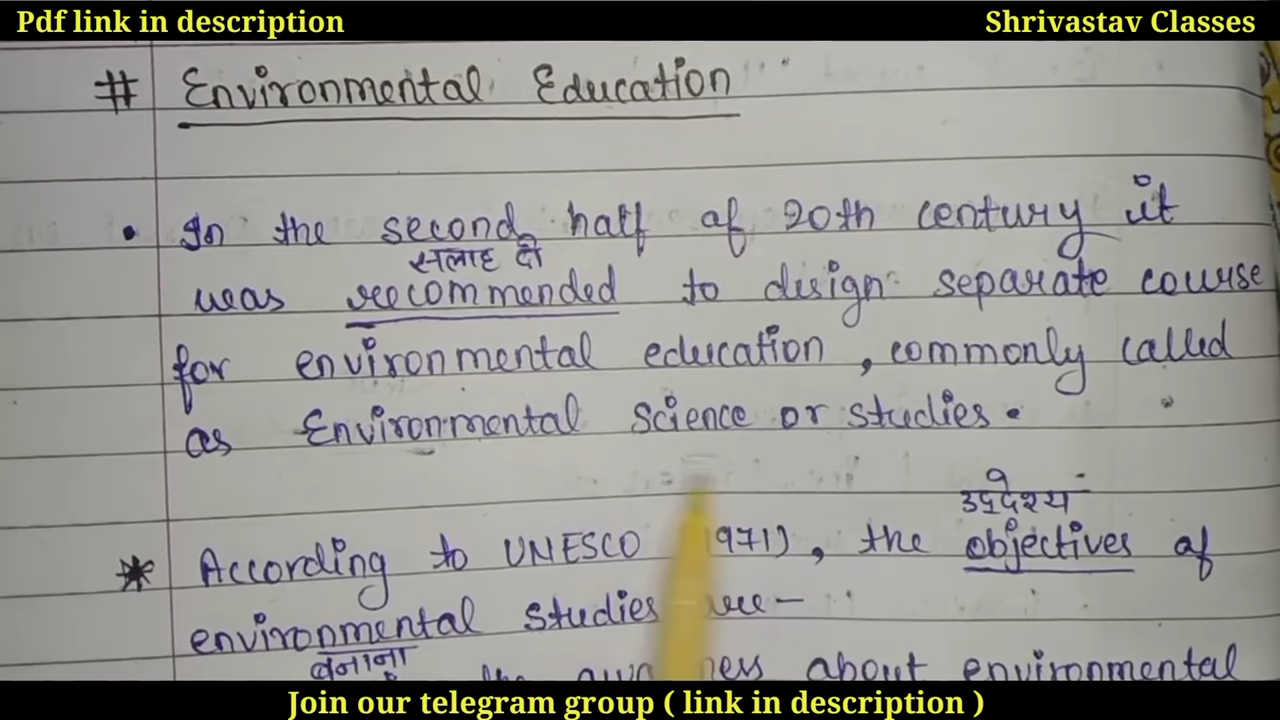 Pdf link in description
Shrivastav Classes
# Environmental Education
• In the second half of 20th century it
सलाह दी
was recommended to design separate course
for environmental education, commonly called
as Environmental Science or studies.
उद्देश्य
* According to UNESCO 1971), the objectives of
environmental studies are -
बनाना
about environmental
Join our telegram group ( link in description )